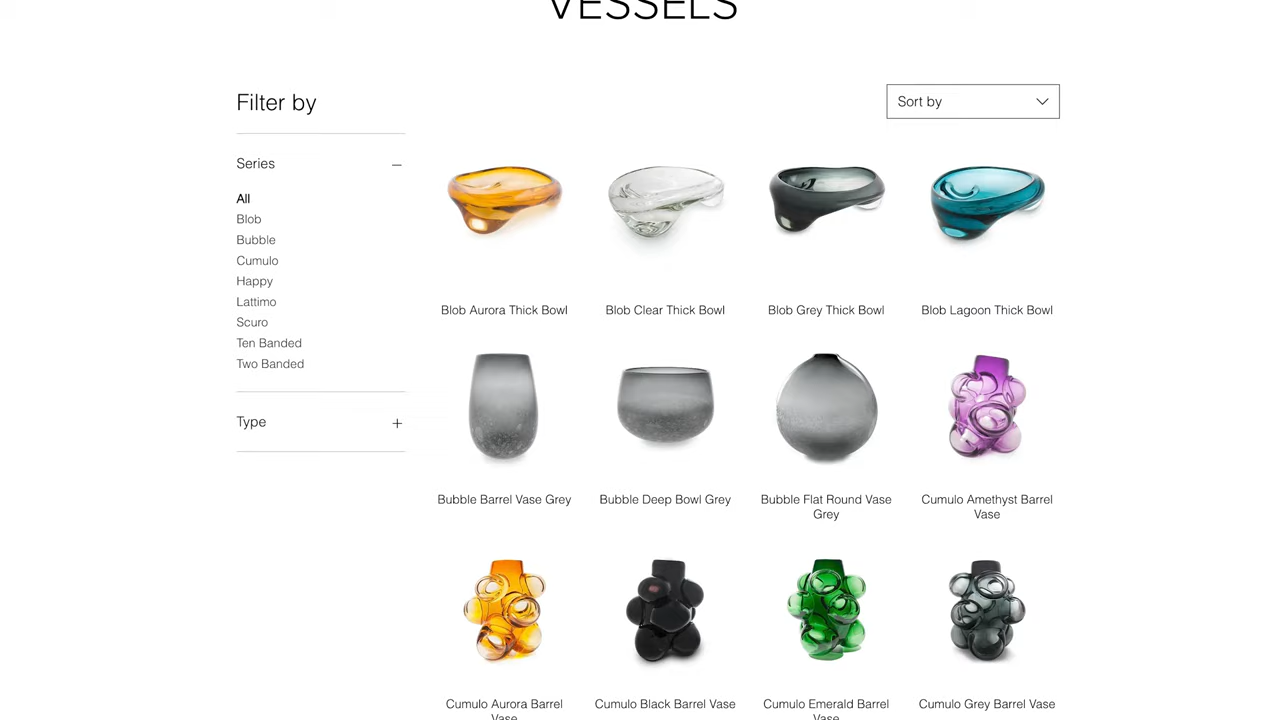 VESSELS
Filter by
Sort by
Series
All
Blob
Bubble
Cumulo
Happy
Lattimo
Scuro
Ten Banded
Two Banded
Type
Blob Aurora Thick Bowl
Blob Clear Thick Bowl
Blob Grey Thick Bowl
Blob Lagoon Thick Bowl
Bubble Barrel Vase Grey
Bubble Deep Bowl Grey
Bubble Flat Round Vase
Grey
Cumulo Amethyst Barrel
Vase
Cumulo Aurora Barrel
Vase
Cumulo Black Barrel Vase
Cumulo Emerald Barrel
Vase
Cumulo Grey Barrel Vase